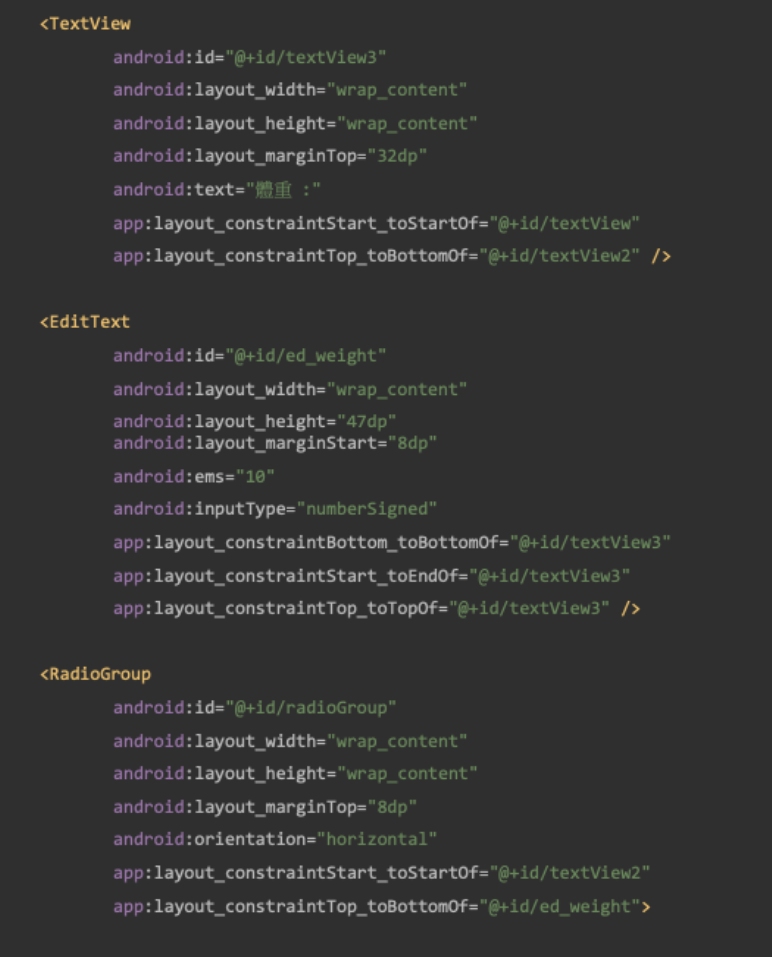 <TextView
android:id="@+id/textView3"
android:layout_width="wrap_content"
android:layout_height="wrap_content"
android:layout_marginTop="32dp"
android:text="體重 :"
app:layout_constraintStart_toStartOf="@+id/textView"
app:layout_constraintTop_toBottomOf="@+id/textView2" />
<EditText
android:id="@+id/ed_weight"
android:layout_width="wrap_content"
android:layout_height="47dp"
android:layout_marginStart="8dp"
android:ems="10"
android:inputType="numberSigned"
app:layout_constraintBottom_toBottomOf="@+id/textView3"
app:layout_constraintStart_toEndOf="@+id/textView3"
app:layout_constraintTop_toTopOf="@+id/textView3" />
<RadioGroup
android:id="@+id/radioGroup"
android:layout_width="wrap_content"
android:layout_height="wrap_content"
android:layout_marginTop="8dp"
android:orientation="horizontal"
app:layout_constraintStart_toStartOf="@+id/textView2"
app:layout_constraintTop_toBottomOf="@+id/ed_weight">